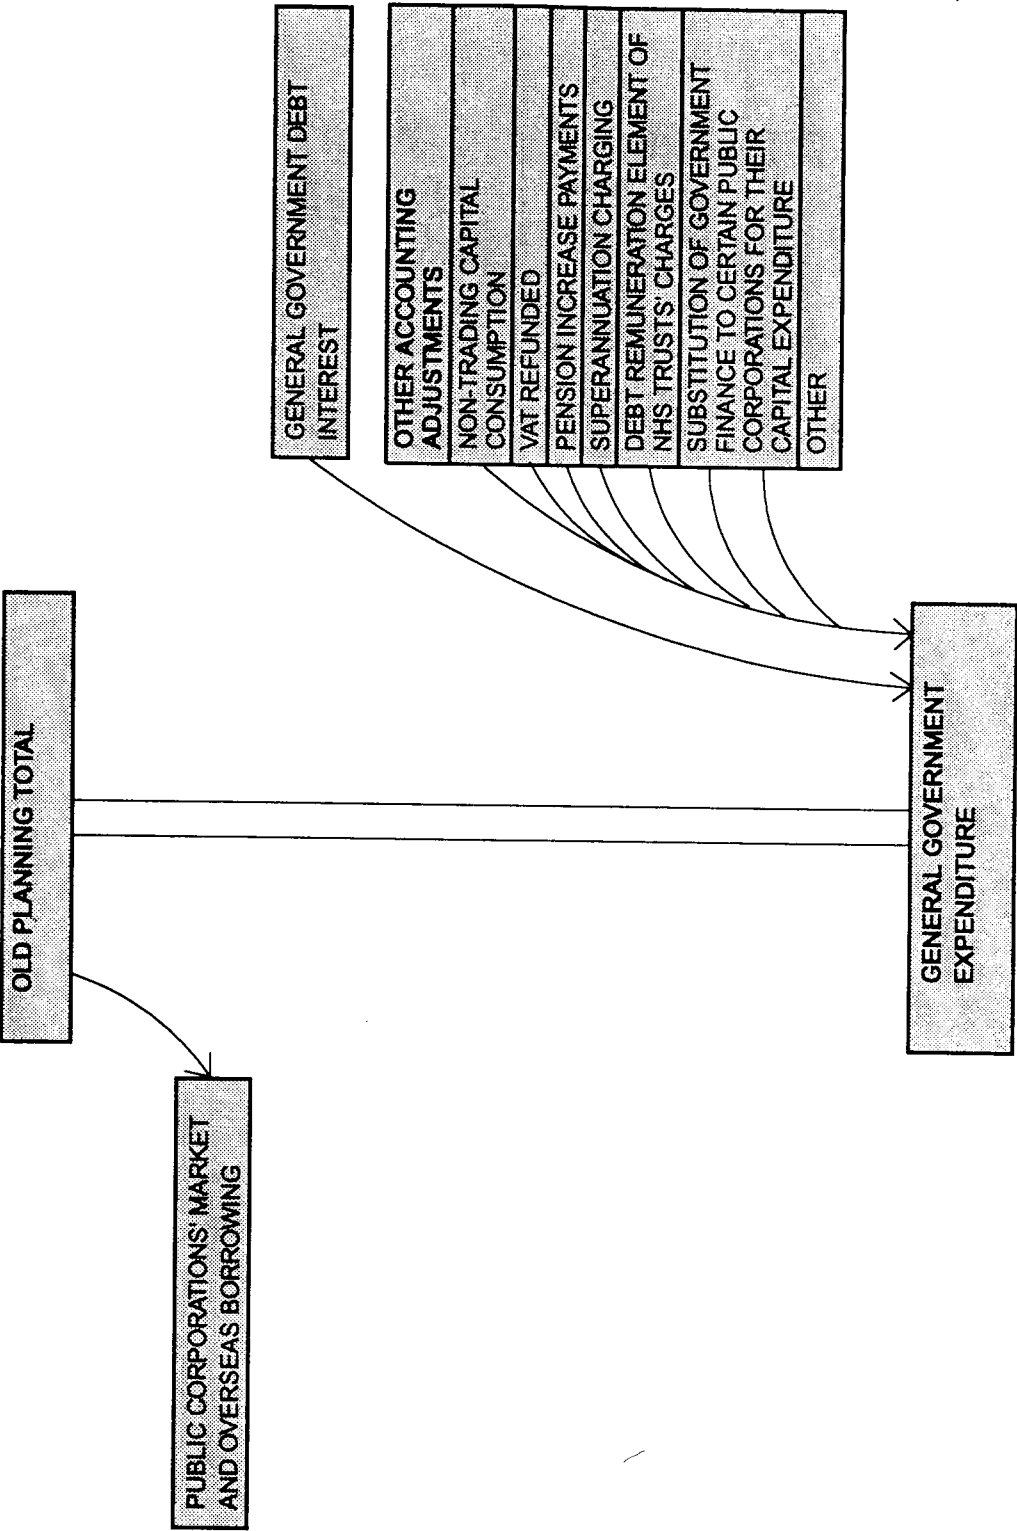 OLD PLANNING TOTAL
PUBLIC CORPORATIONS' MARKET
AND OVERSEAS BORROWING
GENERAL GOVERNMENT DEBT
INTEREST
OTHER ACCOUNTING
ADJUSTMENTS
NON-TRADING CAPITAL
CONSUMPTION
VAT REFUNDED
PENSION INCREASE PAYMENTS
SUPERANNUATION CHARGING
DEBT REMUNERATION ELEMENT OF
NHS TRUSTS' CHARGES
SUBSTITUTION OF GOVERNMENT
FINANCE TO CERTAIN PUBLIC
CORPORATIONS FOR THEIR
CAPITAL EXPENDITURE
OTHER
GENERAL GOVERNMENT
EXPENDITURE